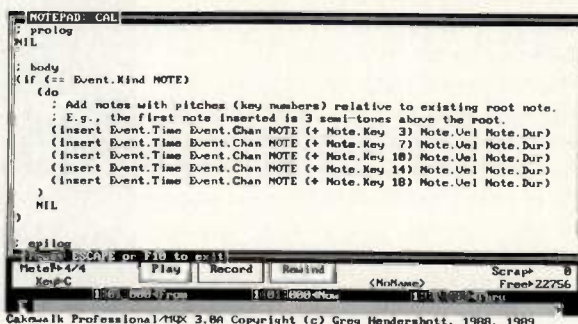 NOTEPAD: CAL
; prolog
NIL
; body
(if (== Event.Kind NOTE)
(do
; Add notes with pitches (key numbers) relative to existing root note.
; E.g., the first note inserted is 3 semi-tones above the root.
(insert Event.Time Event.Chan NOTE (+ Note.Key 3) Note.Vel Note.Dur)
(insert Event.Time Event.Chan NOTE (+ Note.Key 7) Note.Vel Note.Dur)
(insert Event.Time Event.Chan NOTE (+ Note.Key 10) Note.Vel Note.Dur)
(insert Event.Time Event.Chan NOTE (+ Note.Key 14) Note.Vel Note.Dur)
(insert Event.Time Event.Chan NOTE (+ Note.Key 18) Note.Vel Note.Dur)
)
NIL
)
; epilog
ESCAPE or F10 to exit
Meter 4/4 Play Record Rewind Scrap 0
Key C (NoName) Free 22756
From Now Thru
Cakewalk Professional/MQX 3.0A Copyright (c) Greg Hendershott, 1988, 1989